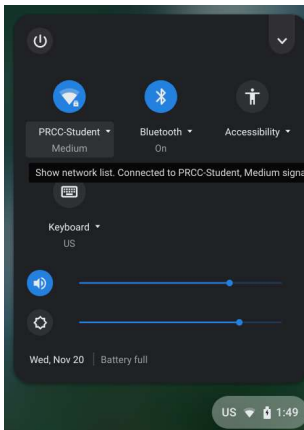 PRCC-Student
Bluetooth
Accessibility
Medium
On
Show network list. Connected to PRCC-Student, Medium signa
Keyboard
US
Wed, Nov 20 | Battery full
US 1:49